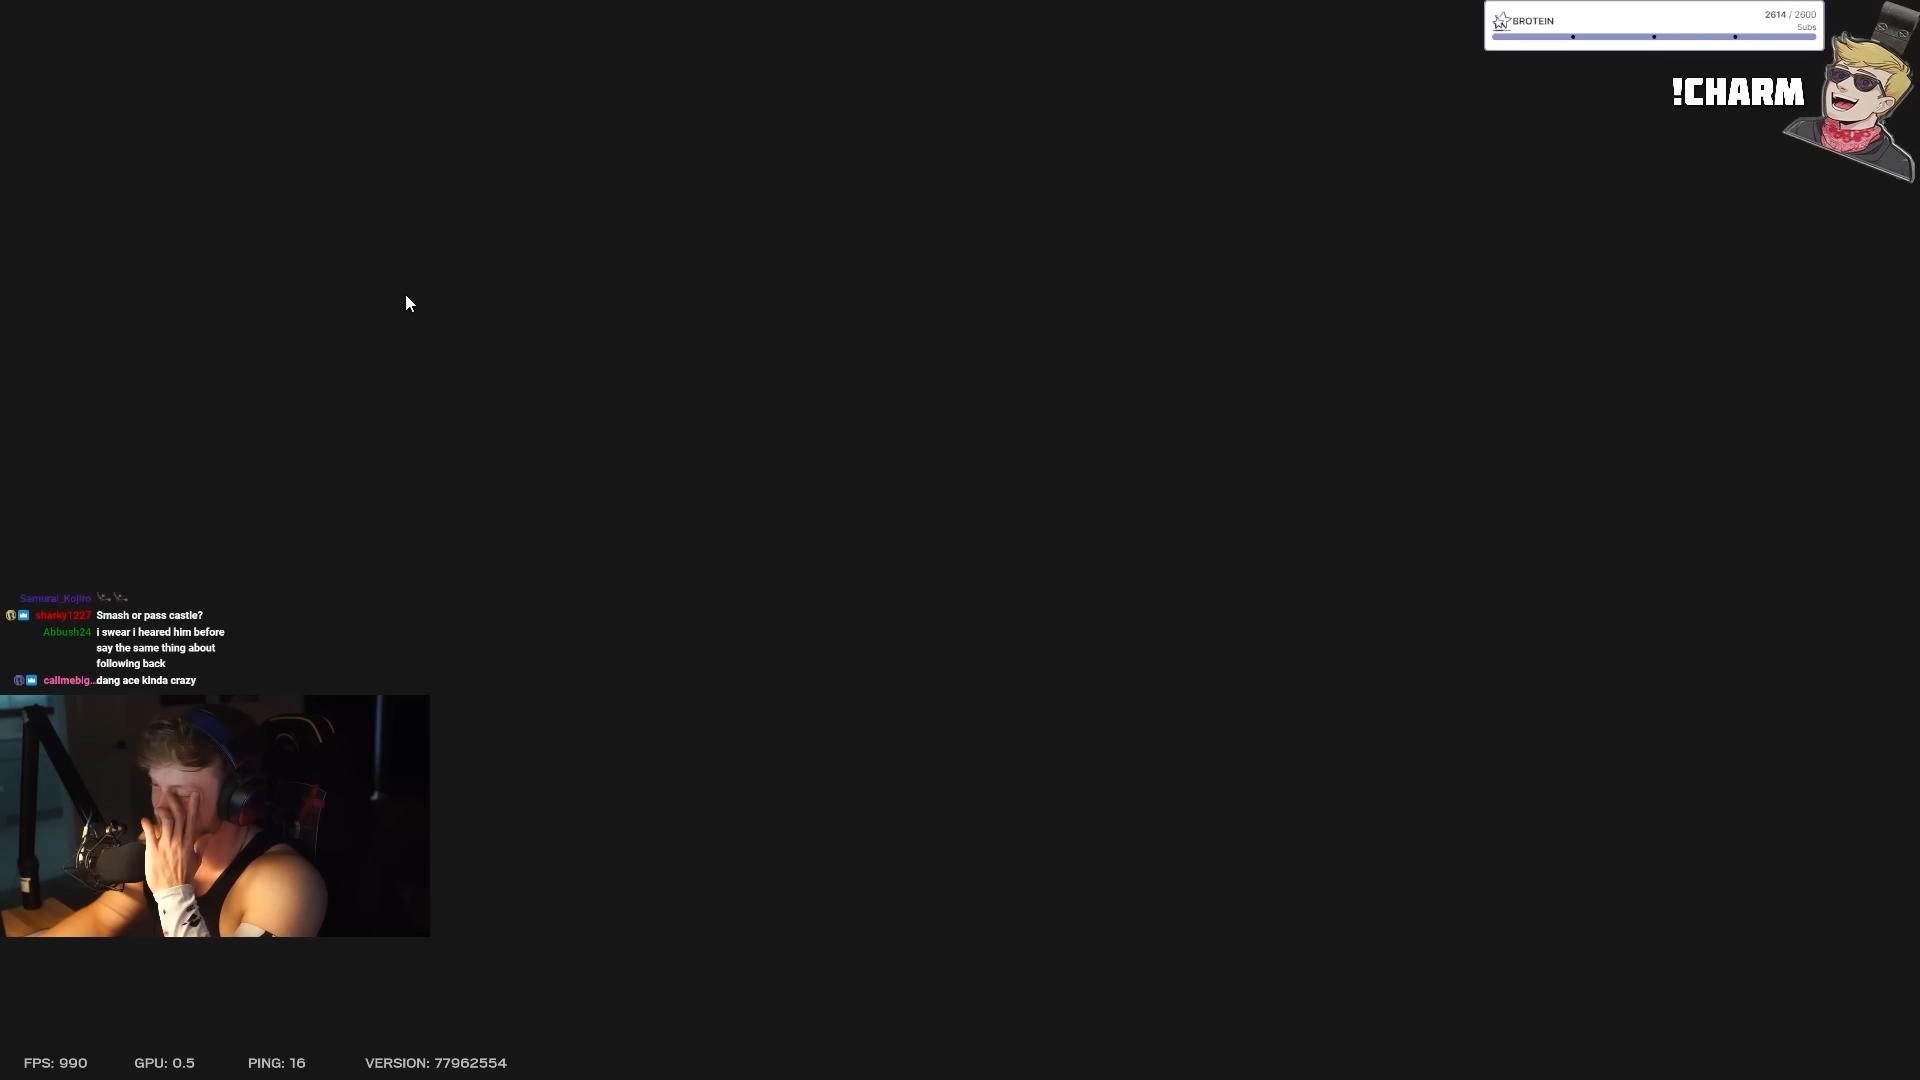 BROTEIN
2614 / 2600
Subs
!CHARM
Samurai_Kojiro
sharky1227 Smash or pass castle?
Abbush24 i swear i heared him before
say the same thing about
following back
callmebig...dang ace kinda crazy
FPS: 990 GPU: 0.5 PING: 16 VERSION: 77962554